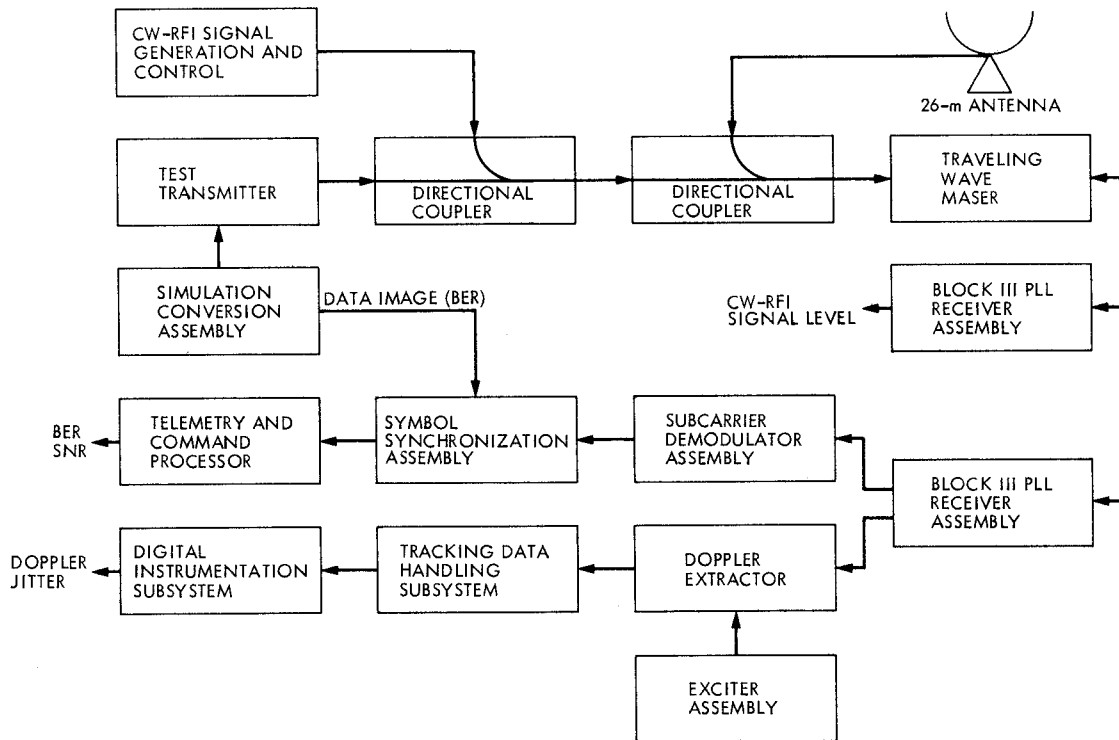 CW-RFI SIGNAL
GENERATION AND
CONTROL
26-m ANTENNA
TEST
TRANSMITTER
DIRECTIONAL
COUPLER
DIRECTIONAL
COUPLER
TRAVELING
WAVE
MASER
SIMULATION
CONVERSION
ASSEMBLY
DATA IMAGE (BER)
CW-RFI
SIGNAL LEVEL
BLOCK III PLL
RECEIVER
ASSEMBLY
BER
SNR
TELEMETRY AND
COMMAND
PROCESSOR
SYMBOL
SYNCHRONIZATION
ASSEMBLY
SUBCARRIER
DEMODULATOR
ASSEMBLY
BLOCK III PLL
RECEIVER
ASSEMBLY
DOPPLER
JITTER
DIGITAL
INSTRUMENTATION
SUBSYSTEM
TRACKING DATA
HANDLING
SUBSYSTEM
DOPPLER
EXTRACTOR
EXCITER
ASSEMBLY